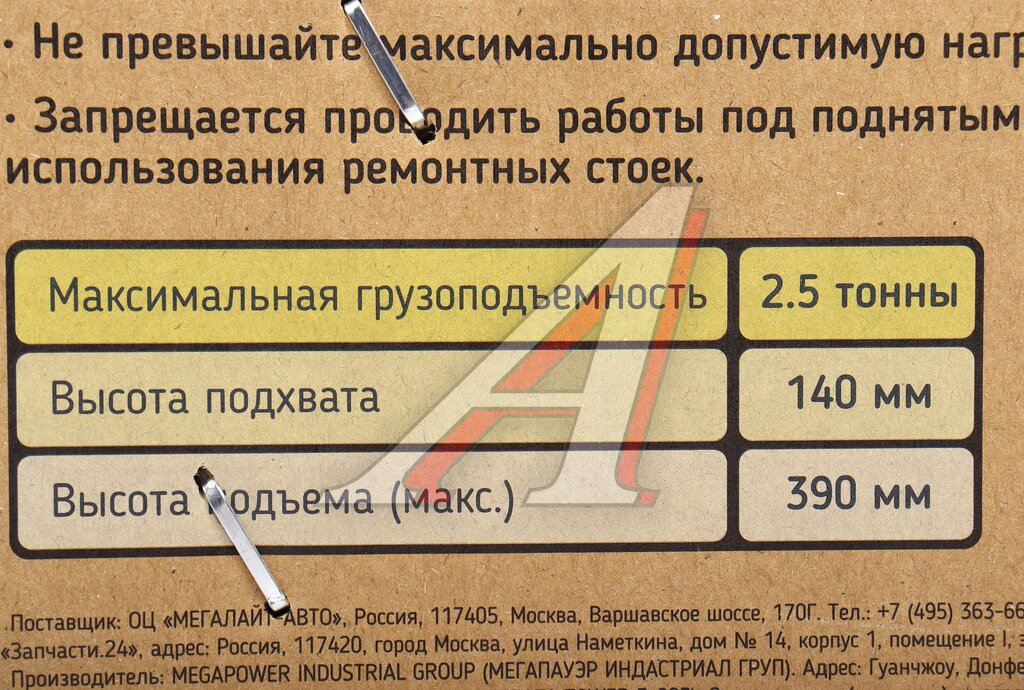 · Не превышайте максимально допустимую нагр
· Запрещается проводить работы под поднятым
использования ремонтных стоек.
Максимальная грузоподъемность 2.5 тонны
Высота подхвата 140 мм
Высота подъема (макс.) 390 мм
.Поставщик: ОЦ «МЕГАЛАЙТ-АВТО», Россия, 117405, Москва, Варшавское шоссе, 170Г. Тел.: +7 (495) 363-66
«Запчасти.24», адрес: Россия, 117420, город Москва, улица Наметкина, дом № 14, корпус 1, помещение I, э
Производитель: MEGAPOWER INDUSTRIAL GROUP (МЕГАПАУЭР ИНДАСТРИАЛ ГРУП). Адрес: Гуанчжоу, Донфе